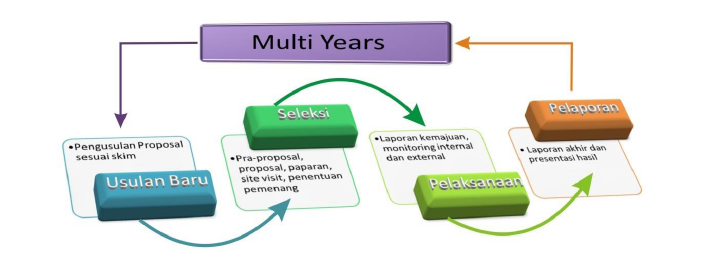 Multi Years
•Pengusulan Proposal
sesuai skim
Usulan Baru
Seleksi
•Pra-proposal,
proposal, paparan,
site visit, penentuan
pemenang
•Laporan kemajuan,
monitoring internal
dan external
Pelaksanaan
Pelaporan
• Laporan akhir dan
presentasi hasil